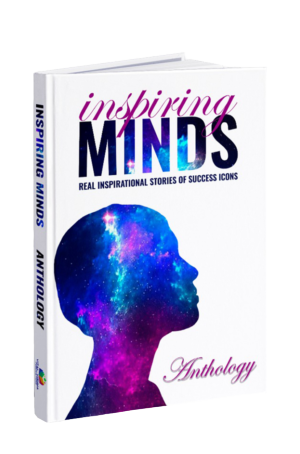 inspiring
MINDS
REAL INSPIRATIONAL STORIES OF SUCCESS ICONS
Anthology
INSPIRING MINDS ANTHOLOGY